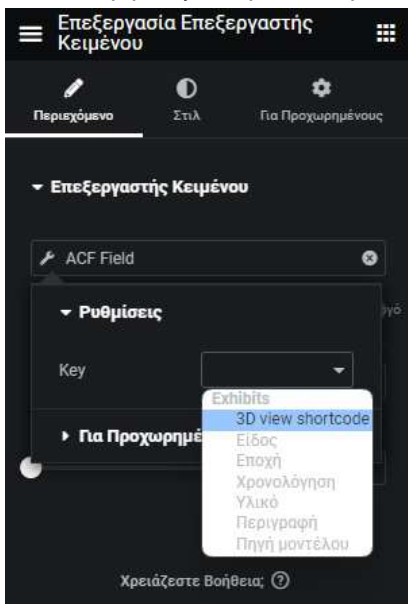 Επεξεργασία Επεξεργαστής
Κειμένου
Περιεχόμενο Στιλ Για Προχωρημένους
Επεξεργαστής Κειμένου
ACF Field
Ρυθμίσεις
Key
Exhibits
3D view shortcode
Είδος
Εποχή
Χρονολόγηση
Υλικό
Περιγραφή
Πηγή μοντέλου
Για Προχωρημέ
Χρειάζεστε Βοήθεια;